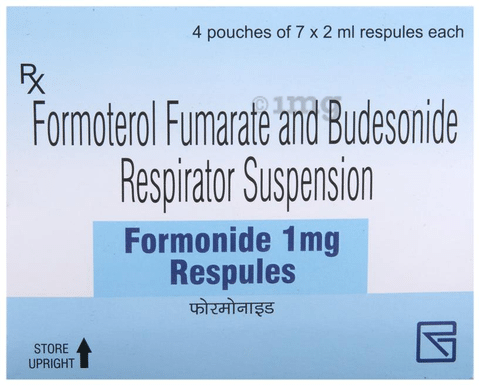 4 pouches of 7 x 2 ml respules each
Rx
© 1mg
Formoterol Fumarate and Budesonide
Respirator Suspension
Formonide 1mg
Respules
फोरमोनाइड
STORE
UPRIGHT